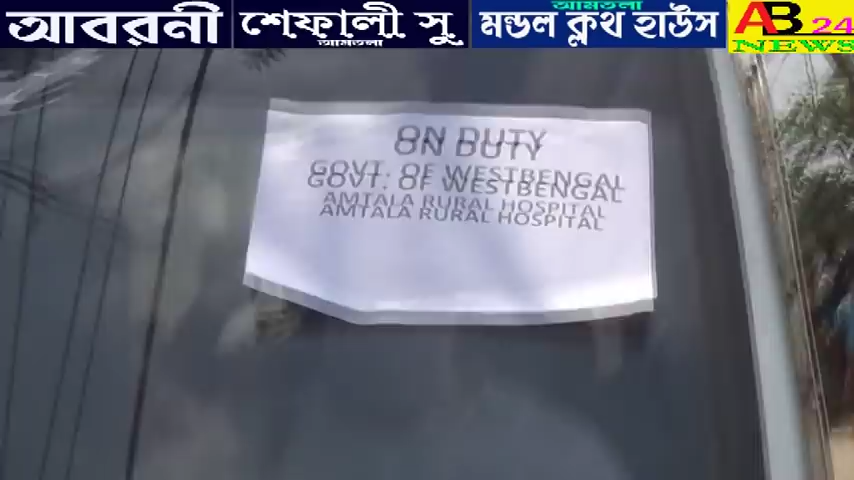 আবরনী
শেফালী সু
আমতলা
আমতলা
মন্ডল ক্লথ হাউস
AB 24
NEWS
ON DUTY
GOVT: OF WESTBENGAL
AMTALA RURAL HOSPITAL